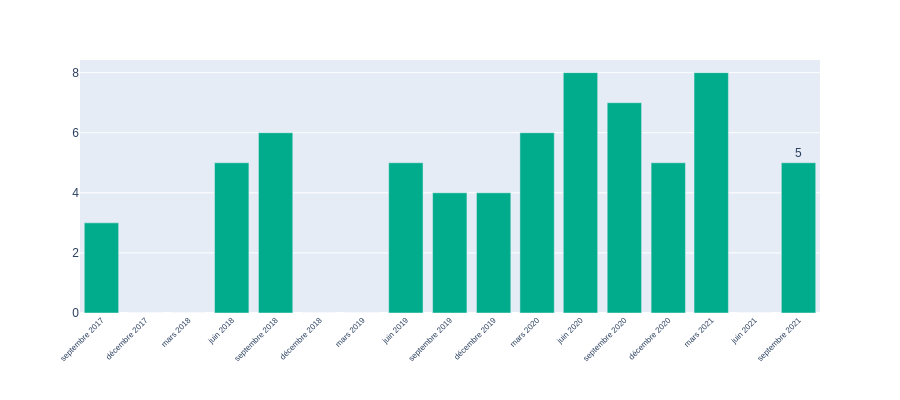 8
6
4
2
0
5
septembre 2017
décembre 2017
mars 2018
juin 2018
septembre 2018
décembre 2018
mars 2019
juin 2019
septembre 2019
décembre 2019
mars 2020
juin 2020
septembre 2020
décembre 2020
mars 2021
juin 2021
septembre 2021